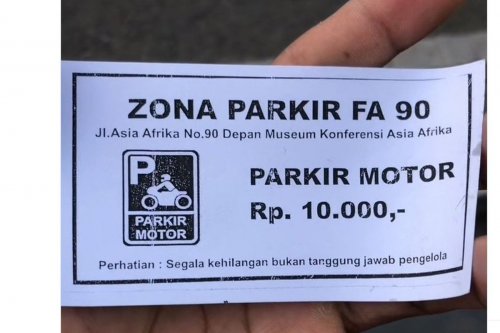 ZONA PARKIR FA 90
Jl.Asia Afrika No.90 Depan Museum Konferensi Asia Afrika
P
PARKIR MOTOR
PARKIR MOTOR
Rp. 10.000,-
Perhatian : Segala kehilangan bukan tanggung jawab pengelola